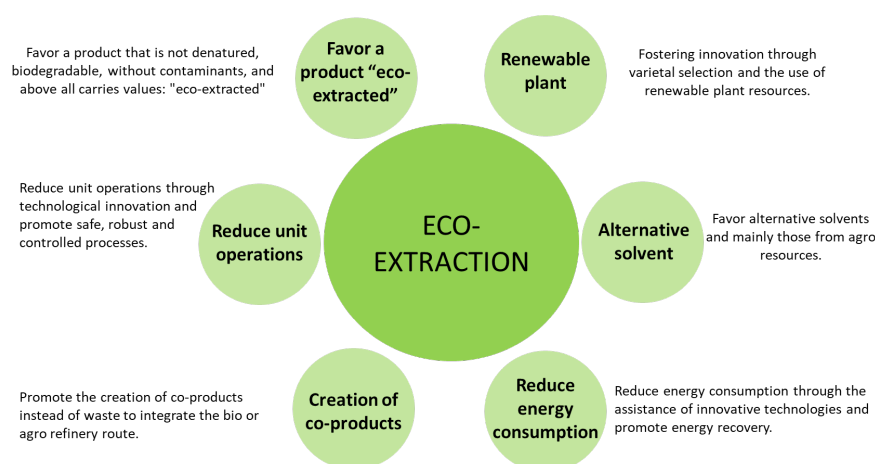 Favor a product that is not denatured,
biodegradable, without contaminants, and
above all carries values: "eco-extracted"
Favor a
product “eco-
extracted”
Renewable
plant
Fostering innovation through
varietal selection and the use of
renewable plant resources.
Reduce unit operations through
technological innovation and
promote safe, robust and
controlled processes.
Reduce unit
operations
ECO-
EXTRACTION
Alternative
solvent
Favor alternative solvents
and mainly those from agro
resources.
Promote the creation of co-products
instead of waste to integrate the bio or
agro refinery route.
Creation of
co-products
Reduce
energy
consumption
Reduce energy consumption through the
assistance of innovative technologies and
promote energy recovery.